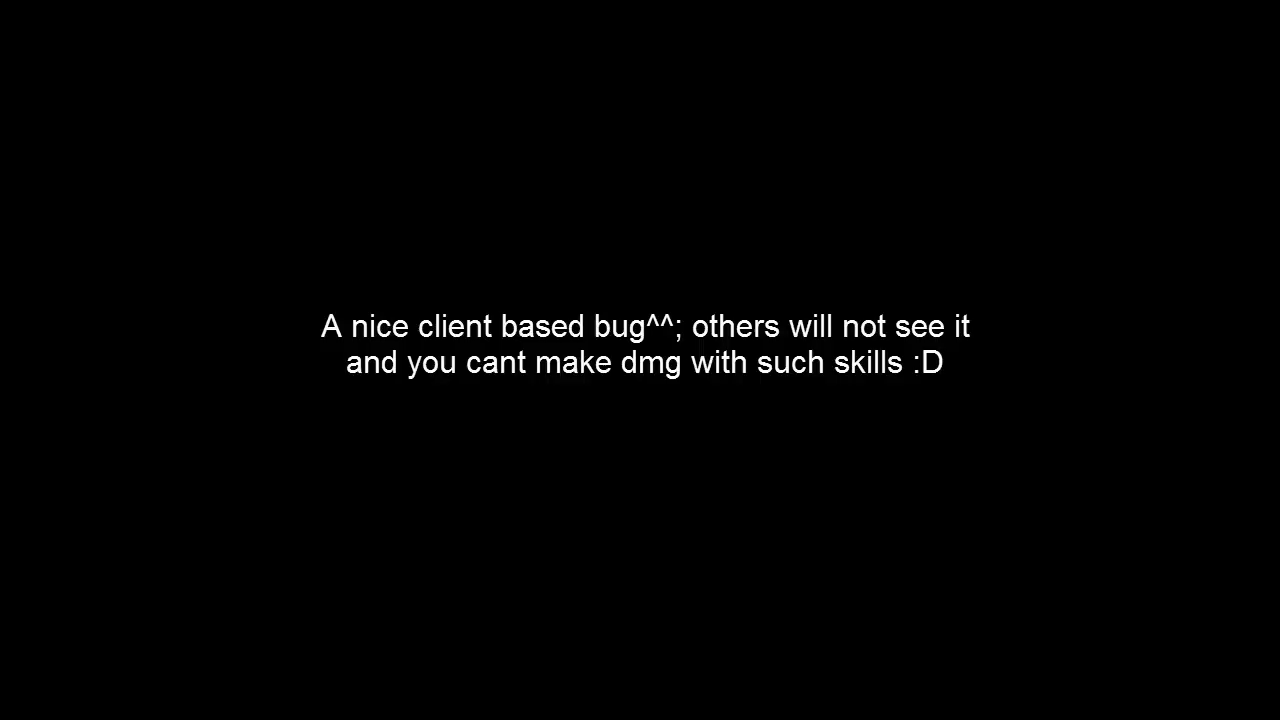 A nice client based bug^^; others will not see it
and you cant make dmg with such skills :D